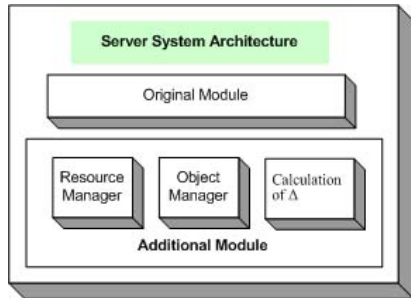 Server System Architecture
Original Module
Resource
Manager
Object
Manager
Calculation
of Δ
Additional Module